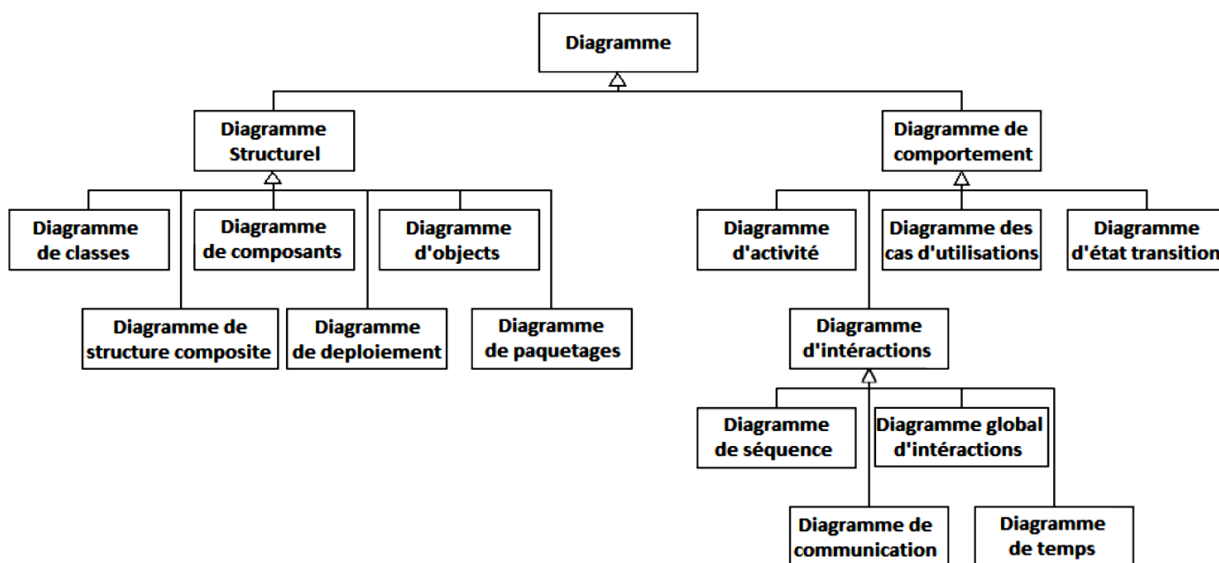 Diagramme
Diagramme
Structurel
Diagramme de
comportement
Diagramme
de classes
Diagramme
de composants
Diagramme
d'objects
Diagramme
d'activité
Diagramme des
cas d'utilisations
Diagramme
d'état transition
Diagramme de
structure composite
Diagramme
de deploiement
Diagramme
de paquetages
Diagramme
d'intéractions
Diagramme
de séquence
Diagramme global
d'intéractions
Diagramme de
communication
Diagramme
de temps